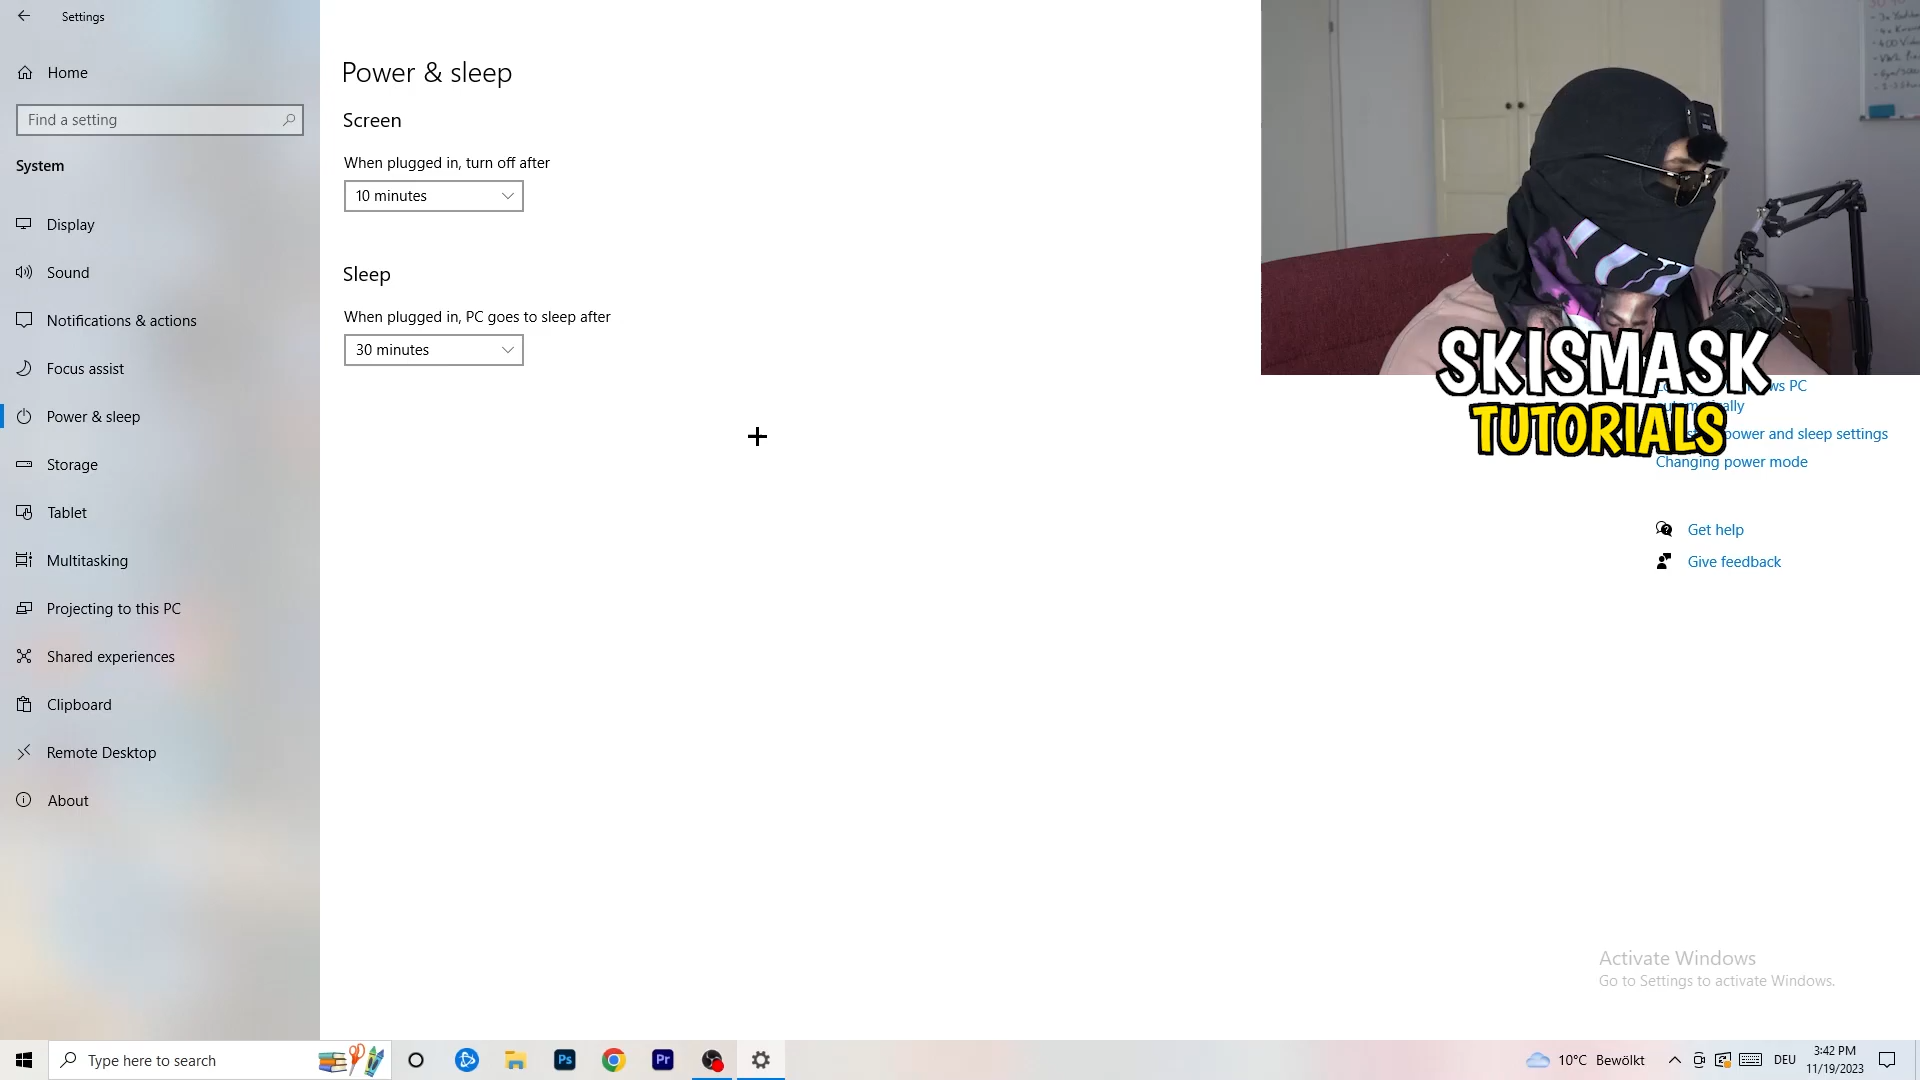 Settings
Home
Find a setting
System
Display
Sound
Notifications & actions
Focus assist
Power & sleep
Storage
Tablet
Multitasking
Projecting to this PC
Shared experiences
Clipboard
Remote Desktop
About
Power & sleep
Screen
When plugged in, turn off after
10 minutes
Sleep
When plugged in, PC goes to sleep after
30 minutes
SKISMASK
TUTORIALS
ws PC
power and sleep settings
Changing power mode
Get help
Give feedback
Activate Windows
Go to Settings to activate Windows.
Type here to search
Ps
Pr
10°C Bewölkt
DEU
3:42 PM
11/19/2023